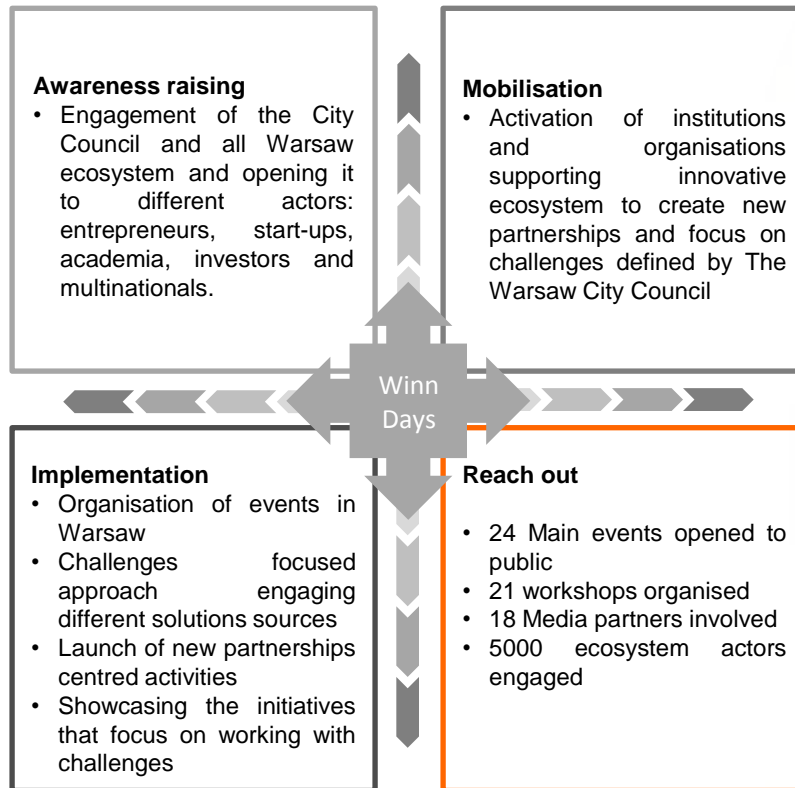 Awareness raising
• Engagement of the City
Council and all Warsaw
ecosystem and opening it
to different actors:
entrepreneurs, start-ups,
academia, investors and
multinationals.
Mobilisation
• Activation of institutions
and organisations
supporting innovative
ecosystem to create new
partnerships and focus on
challenges defined by The
Warsaw City Council
Winn
Days
Implementation
• Organisation of events in
Warsaw
• Challenges focused
approach engaging
different solutions sources
• Launch of new partnerships
centred activities
• Showcasing the initiatives
that focus on working with
challenges
Reach out
• 24 Main events opened to
public
• 21 workshops organised
• 18 Media partners involved
• 5000 ecosystem actors
engaged